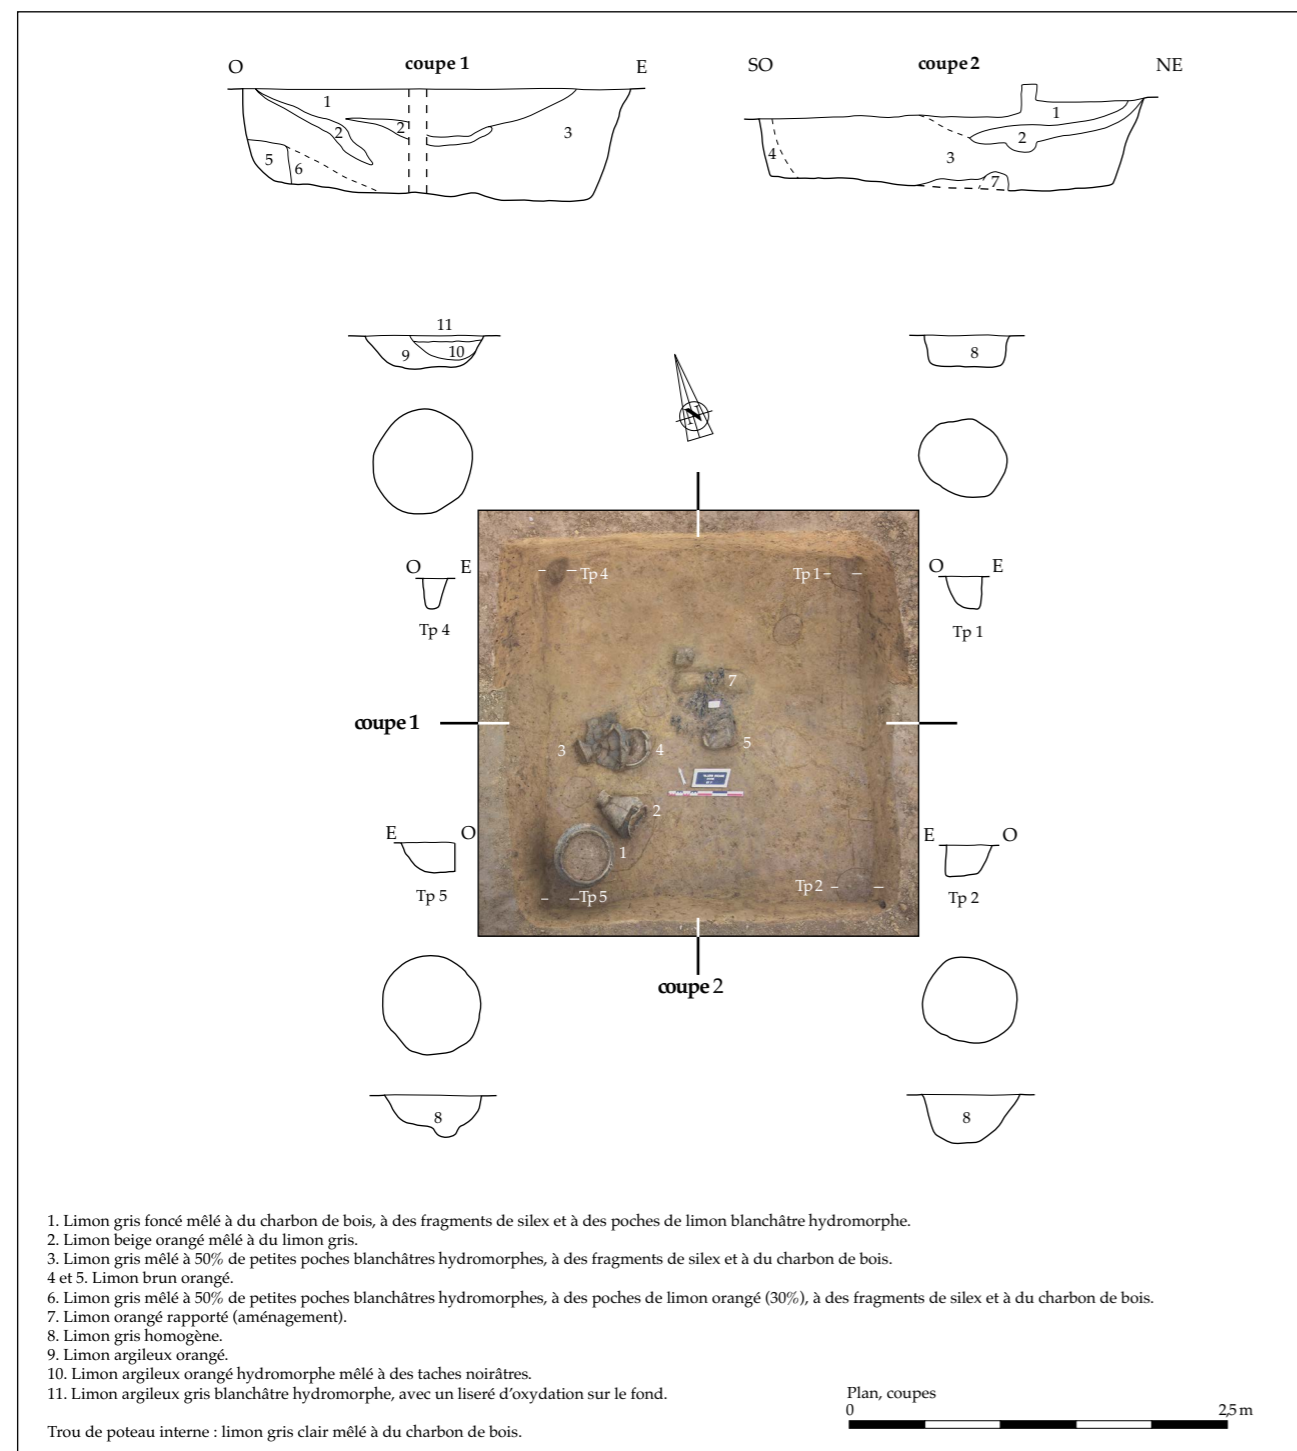 O coupe 1 E
SO coupe 2 NE
1
2
2
3
5
6
1
2
3
4
7
11
9 10
8
N
O E
Tp 4
O E
Tp 1
Tp 4
Tp 1
7
coupe 1
3 4 5
2
1
E O
Tp 5
E O
Tp 2
Tp 5
Tp 2
coupe 2
8
8
1. Limon gris foncé mêlé à du charbon de bois, à des fragments de silex et à des poches de limon blanchâtre hydromorphe.
2. Limon beige orangé mêlé à du limon gris.
3. Limon gris mêlé à 50% de petites poches blanchâtres hydromorphes, à des fragments de silex et à du charbon de bois.
4 et 5. Limon brun orangé.
6. Limon gris mêlé à 50% de petites poches blanchâtres hydromorphes, à des poches de limon orangé (30%), à des fragments de silex et à du charbon de bois.
7. Limon orangé rapporté (aménagement).
8. Limon gris homogène.
9. Limon argileux orangé.
10. Limon argileux orangé hydromorphe mêlé à des taches noirâtres.
11. Limon argileux gris blanchâtre hydromorphe, avec un liseré d'oxydation sur le fond.
Trou de poteau interne : limon gris clair mêlé à du charbon de bois.
Plan, coupes
0 2,5 m